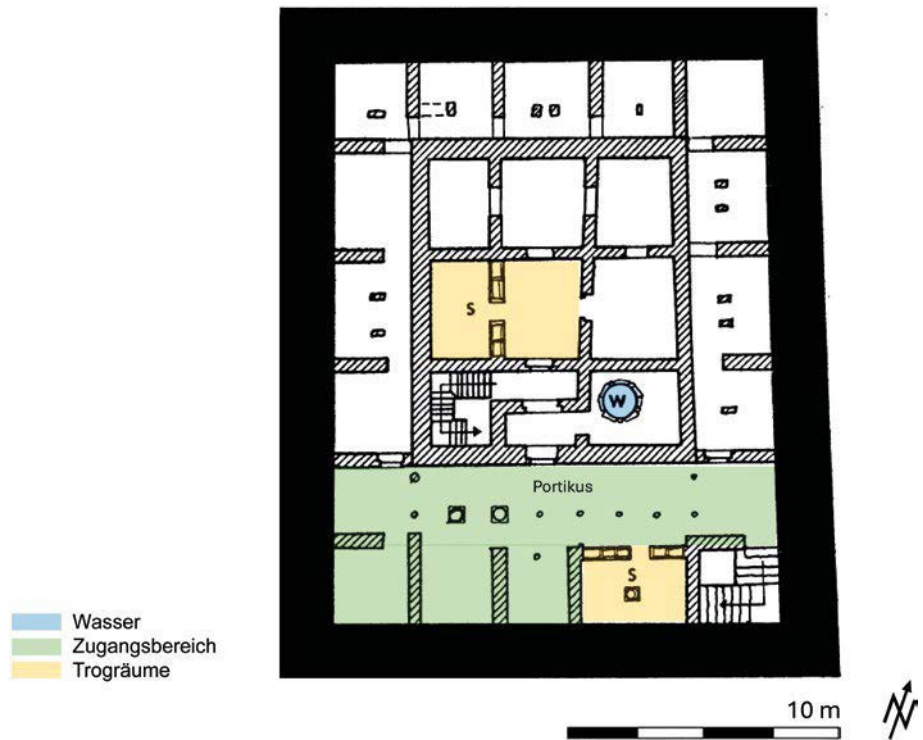 S
W
Portikus
S
Wasser
Zugangsbereich
Trogräume
10 m
N